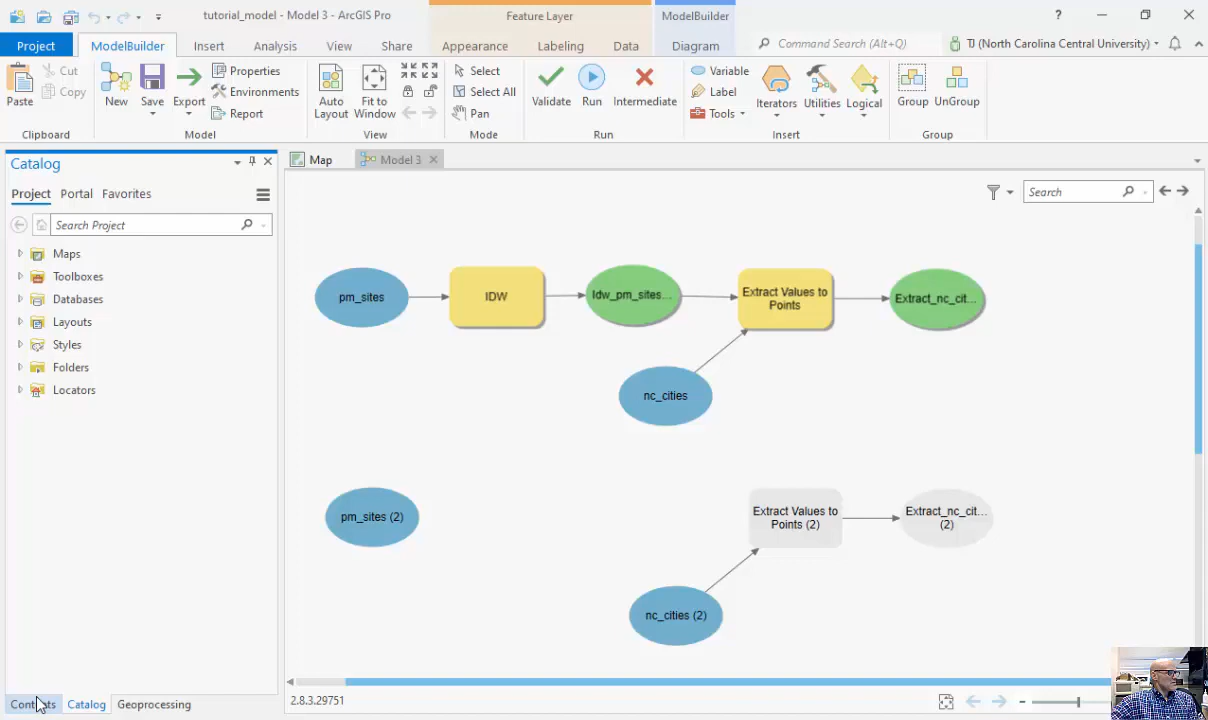 tutorial_model - Model 3 - ArcGIS Pro
Feature Layer
ModelBuilder
?
Project
ModelBuilder
Insert
Analysis
View
Share
Appearance
Labeling
Data
Diagram
Command Search (Alt+Q)
TJ (North Carolina Central University)
Paste
Cut
Copy
Clipboard
New
Save
Export
Properties
Environments
Report
Model
Auto Layout
Fit to Window
View
Select
Select All
Pan
Mode
Validate
Run
Intermediate
Run
Variable
Label
Tools
Iterators
Utilities
Logical
Insert
Group
UnGroup
Group
Catalog
Project
Portal
Favorites
Search Project
Maps
Toolboxes
Databases
Layouts
Styles
Folders
Locators
Map
Model 3
Search
pm_sites
IDW
Idw_pm_sites...
Extract Values to
Points
Extract_nc_cit...
nc_cities
pm_sites (2)
Extract Values to
Points (2)
Extract_nc_cit...
(2)
nc_cities (2)
Contents
Catalog
Geoprocessing
2.8.3.29751